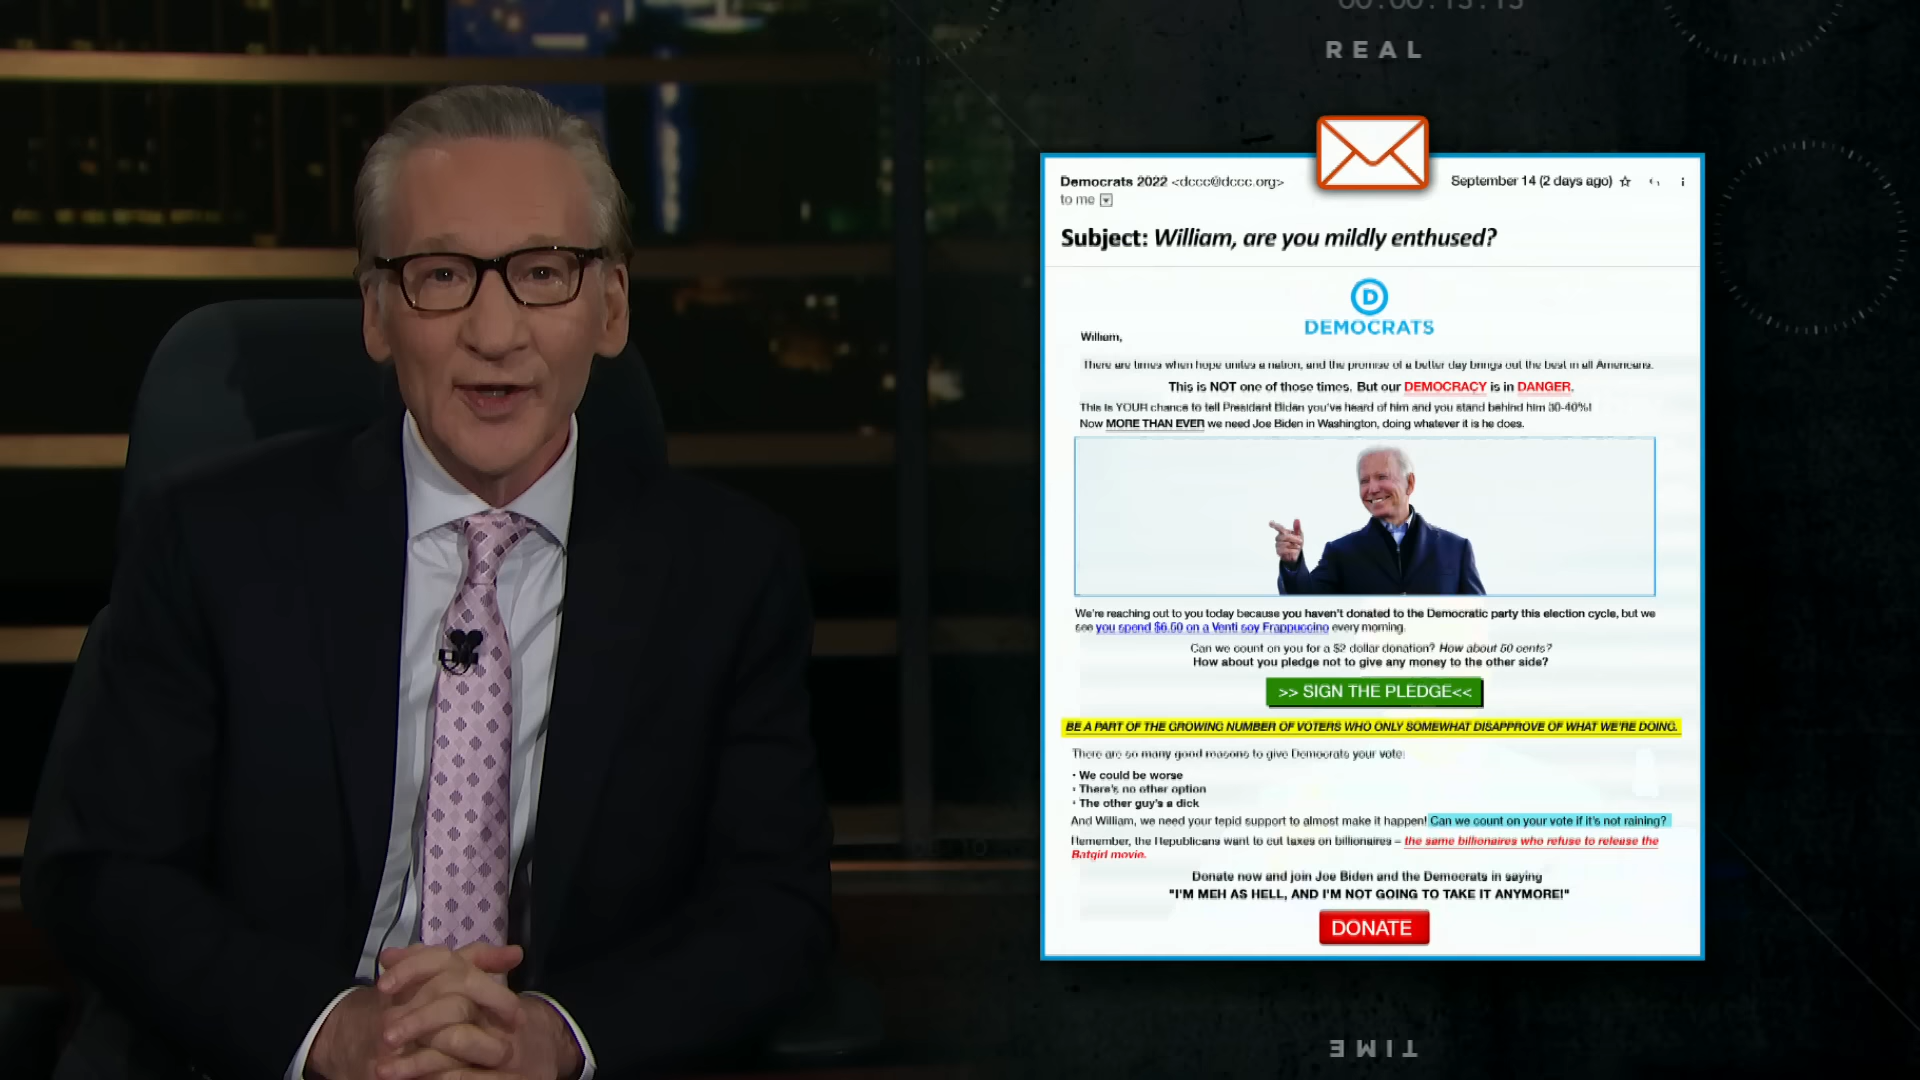 00:00:13:15
REAL
Democrats 2022 <dccc@dccc.org>
September 14 (2 days ago)
to me
Subject: William, are you mildly enthused?
D
DEMOCRATS
William,
There are times when hope unites a nation, and the promise of a better day brings out the best in all Americans.
This is NOT one of those times. But our DEMOCRACY is in DANGER.
This is YOUR chance to tell President Biden you've heard of him and you stand behind him 30-40%!
Now MORE THAN EVER we need Joe Biden in Washington, doing whatever it is he does.
We're reaching out to you today because you haven't donated to the Democratic party this election cycle, but we
see you spend $6.50 on a Venti soy Frappuccino every morning.
Can we count on you for a $2 dollar donation? How about 50 cents?
How about you pledge not to give any money to the other side?
>> SIGN THE PLEDGE<<
BE A PART OF THE GROWING NUMBER OF VOTERS WHO ONLY SOMEWHAT DISAPPROVE OF WHAT WE'RE DOING.
There are so many good reasons to give Democrats your vote:
• We could be worse
• There's no other option
• The other guy's a dick
And William, we need your tepid support to almost make it happen! Can we count on your vote if it's not raining?
Remember, the Republicans want to cut taxes on billionaires – the same billionaires who refuse to release the
Batgirl movie.
Donate now and join Joe Biden and the Democrats in saying
"I'M MEH AS HELL, AND I'M NOT GOING TO TAKE IT ANYMORE!"
DONATE
TIME